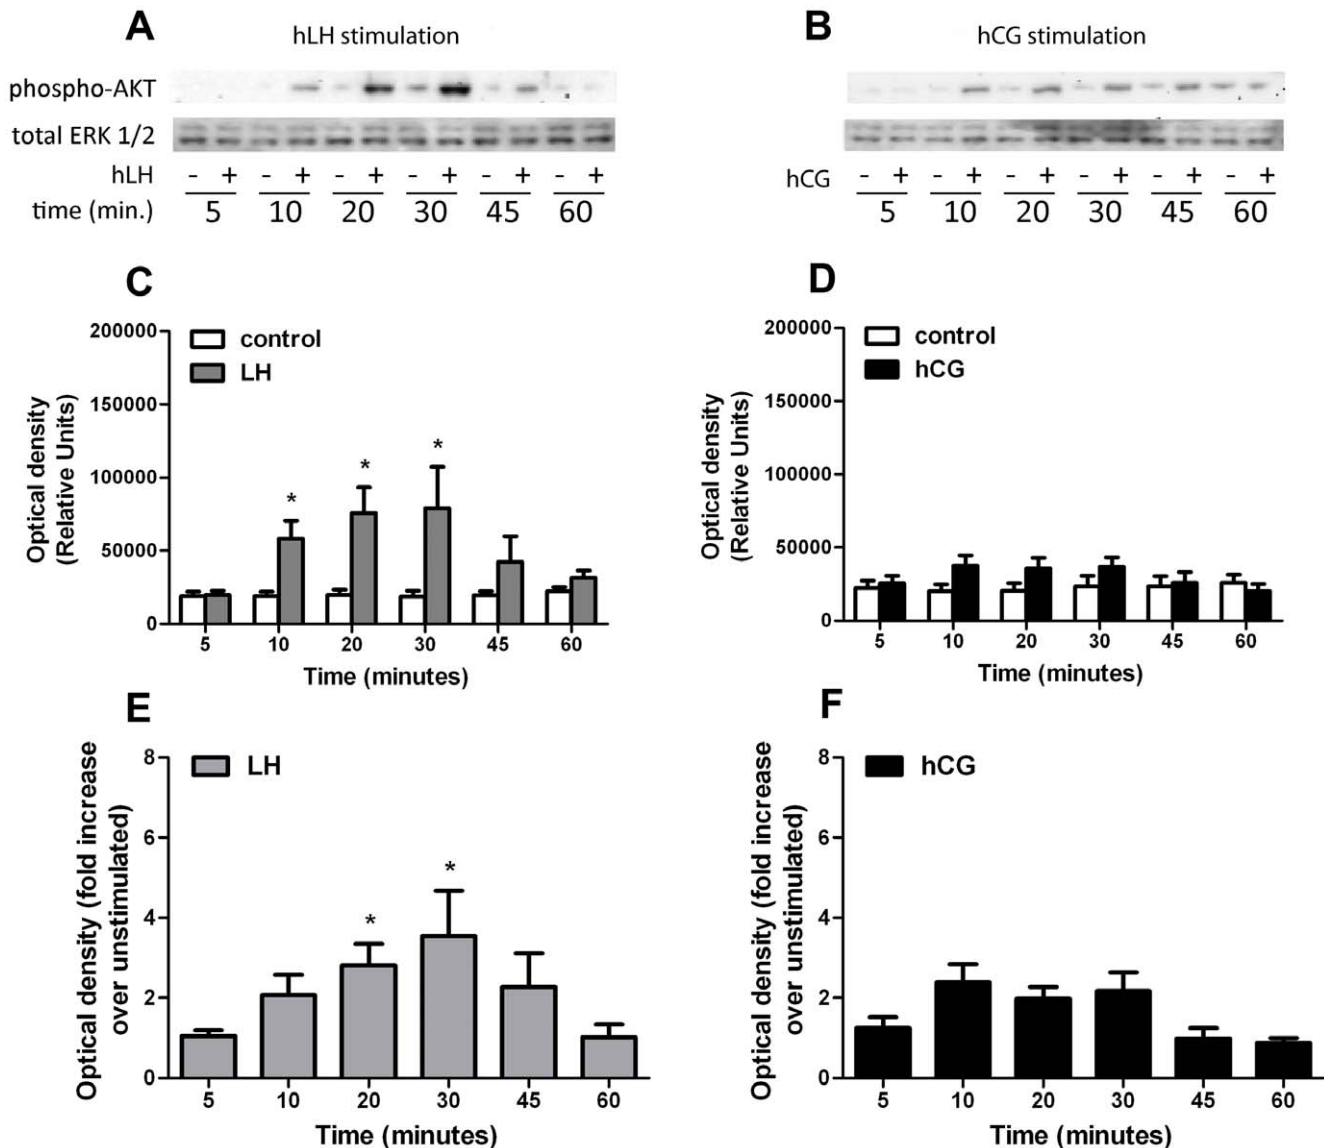 A
hLH stimulation
phospho-AKT
total ERK 1/2
hLH - + - + - + - + - + - +
time (min.) 5 10 20 30 45 60
B
hCG stimulation
hCG - + - + - + - + - + - +
5 10 20 30 45 60
C
200000
150000
100000
50000
0
Optical density
(Relative Units)
control
LH
* * *
5 10 20 30 45 60
Time (minutes)
D
200000
150000
100000
50000
0
Optical density
(Relative Units)
control
hCG
5 10 20 30 45 60
Time (minutes)
E
8
6
4
2
0
Optical density (fold increase
over unstimulated)
LH
* *
5 10 20 30 45 60
Time (minutes)
F
8
6
4
2
0
Optical density (fold increase
over unstimulated)
hCG
5 10 20 30 45 60
Time (minutes)